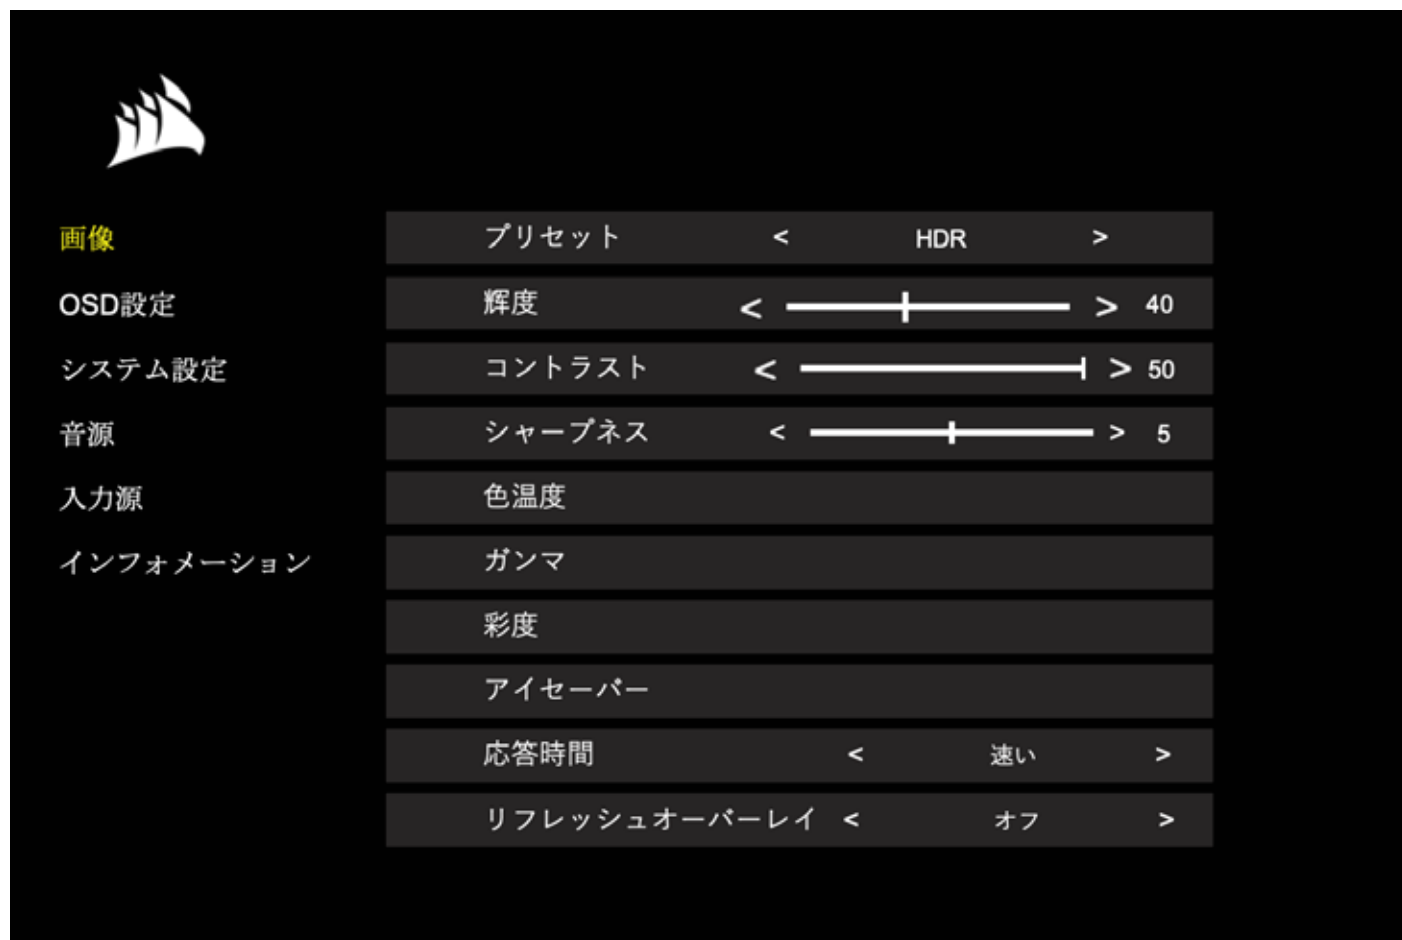 画像
OSD設定
システム設定
音源
入力源
インフォメーション
プリセット < HDR >
辉度 < > 40
コントラスト < > 50
シャープネス < > 5
色温度
ガンマ
彩度
アイセーバー
応答時間 < 速い >
リフレッシュオーバーレイ < オフ >